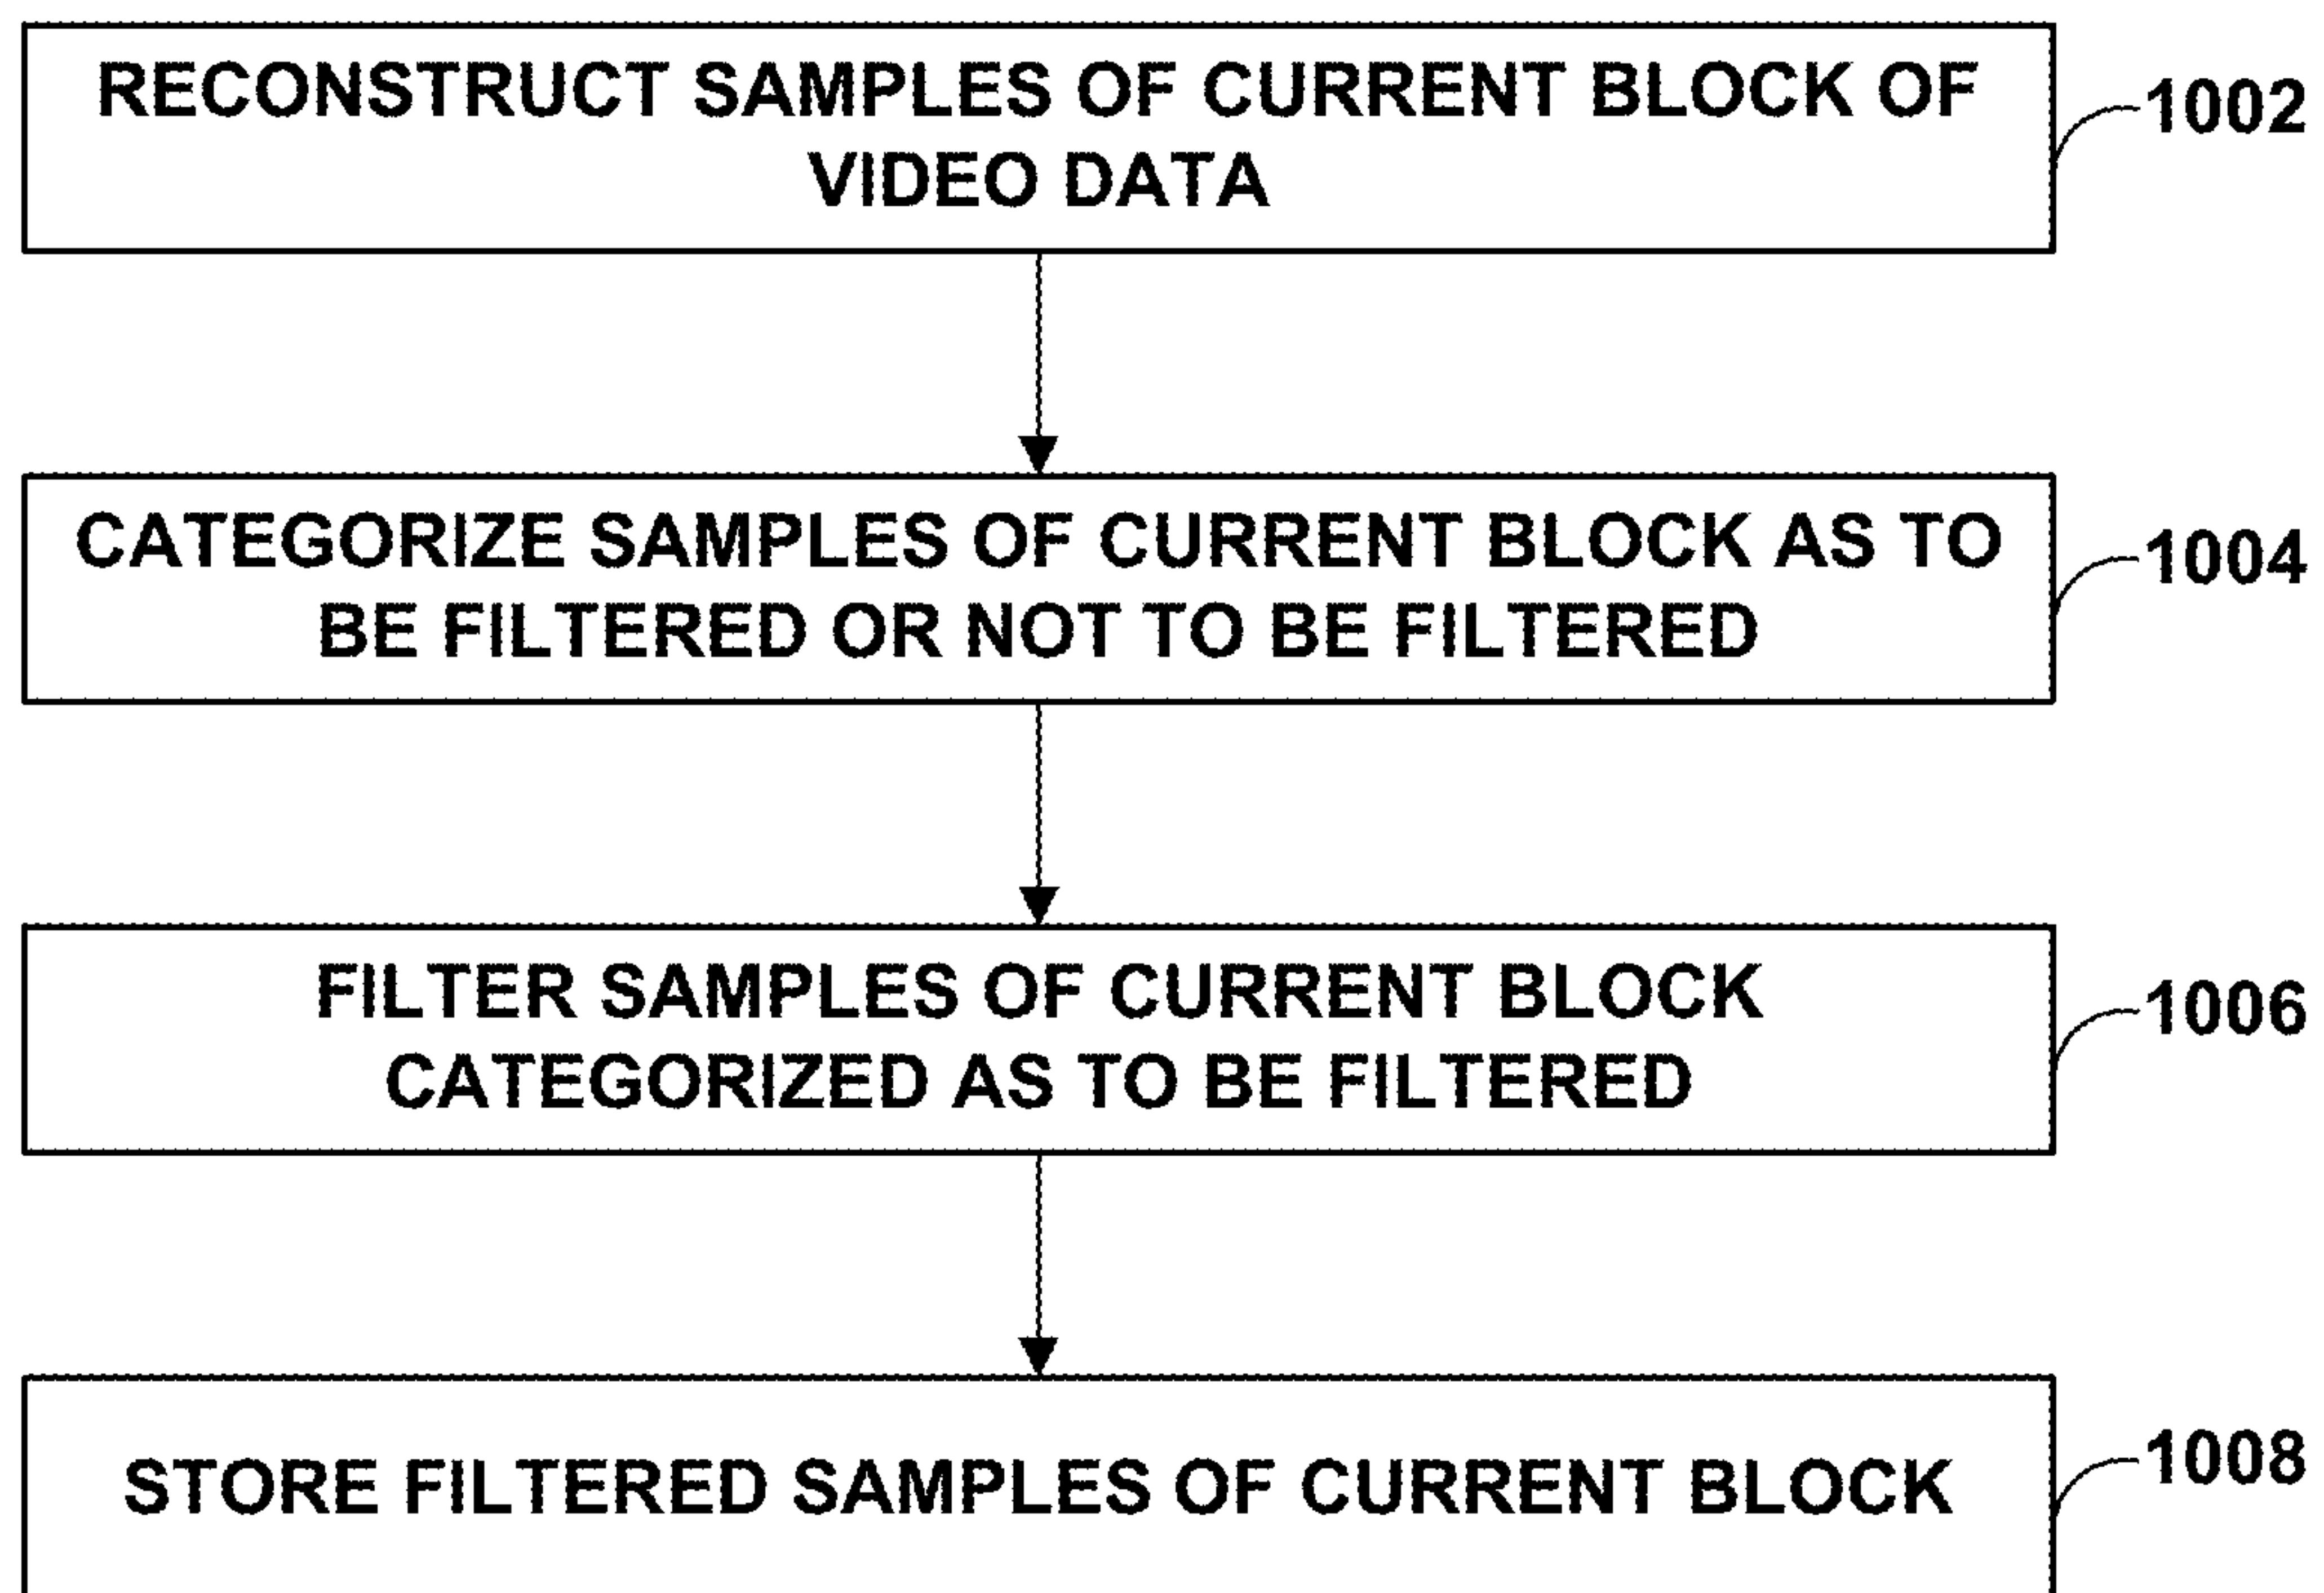 RECONSTRUCT SAMPLES OF CURRENT BLOCK OF
VIDEO DATA
1002
CATEGORIZE SAMPLES OF CURRENT BLOCK AS TO
BE FILTERED OR NOT TO BE FILTERED
1004
FILTER SAMPLES OF CURRENT BLOCK
CATEGORIZED AS TO BE FILTERED
1006
STORE FILTERED SAMPLES OF CURRENT BLOCK
1008